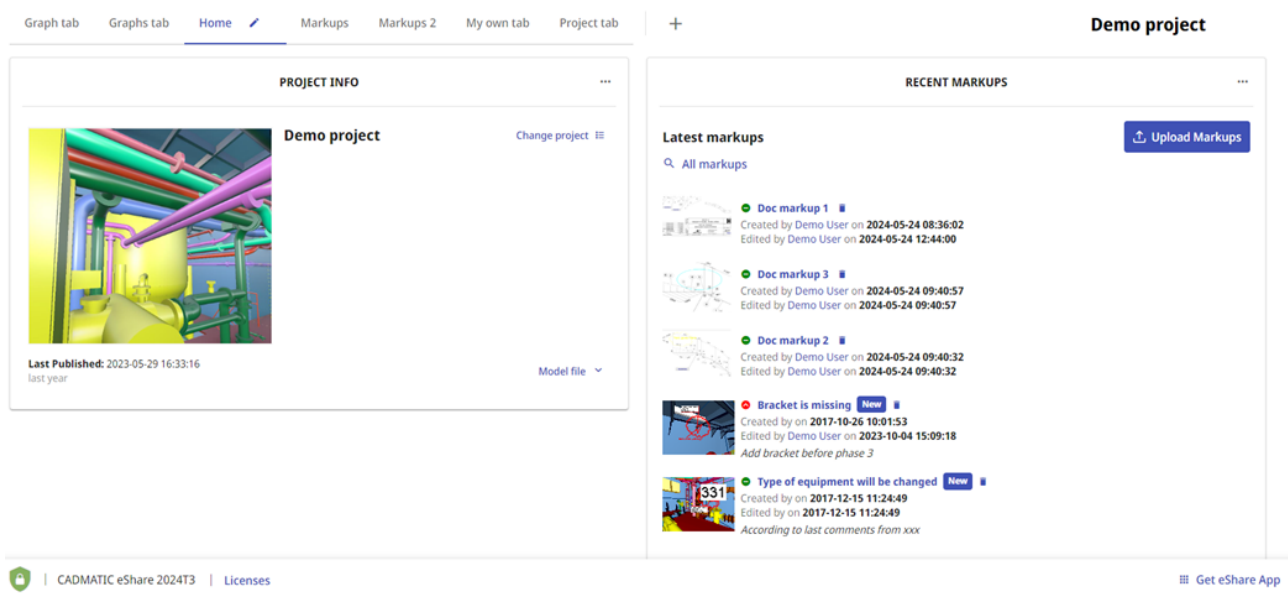 Graph tab Graphs tab Home Markups Markups 2 My own tab Project tab + Demo project
PROJECT INFO ...
Demo project
Change project
Last Published: 2023-05-29 16:33:16
last year
Model file
RECENT MARKUPS ...
Latest markups
Upload Markups
All markups
Doc markup 1
Created by Demo User on 2024-05-24 08:36:02
Edited by Demo User on 2024-05-24 12:44:00
Doc markup 3
Created by Demo User on 2024-05-24 09:40:57
Edited by Demo User on 2024-05-24 09:40:57
Doc markup 2
Created by Demo User on 2024-05-24 09:40:32
Edited by Demo User on 2024-05-24 09:40:32
Bracket is missing New
Created by on 2017-10-26 10:01:53
Edited by Demo User on 2023-10-04 15:09:18
Add bracket before phase 3
331
Type of equipment will be changed New
Created by on 2017-12-15 11:24:49
Edited by on 2017-12-15 11:24:49
According to last comments from xxx
CADMATIC eShare 2024T3 | Licenses
Get eShare App